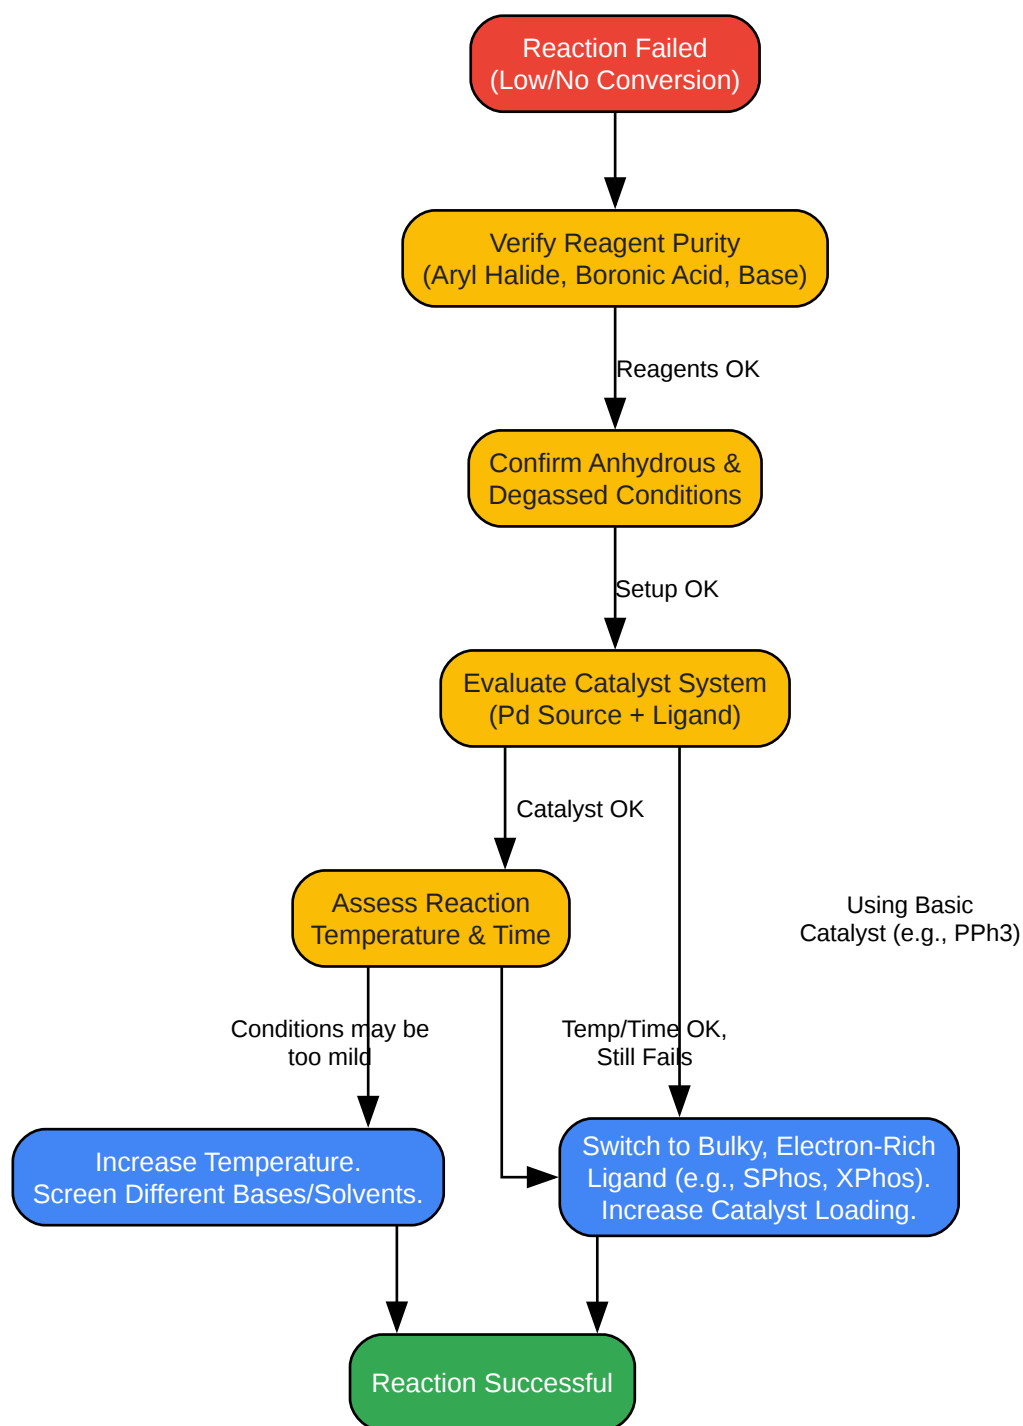 Reaction Failed
(Low/No Conversion)
Verify Reagent Purity
(Aryl Halide, Boronic Acid, Base)
Reagents OK
Confirm Anhydrous &
Degassed Conditions
Setup OK
Evaluate Catalyst System
(Pd Source + Ligand)
Catalyst OK
Assess Reaction
Temperature & Time
Using Basic
Catalyst (e.g., PPh3)
Conditions may be
too mild
Temp/Time OK,
Still Fails
Increase Temperature.
Screen Different Bases/Solvents.
Switch to Bulky, Electron-Rich
Ligand (e.g., SPhos, XPhos).
Increase Catalyst Loading.
Reaction Successful